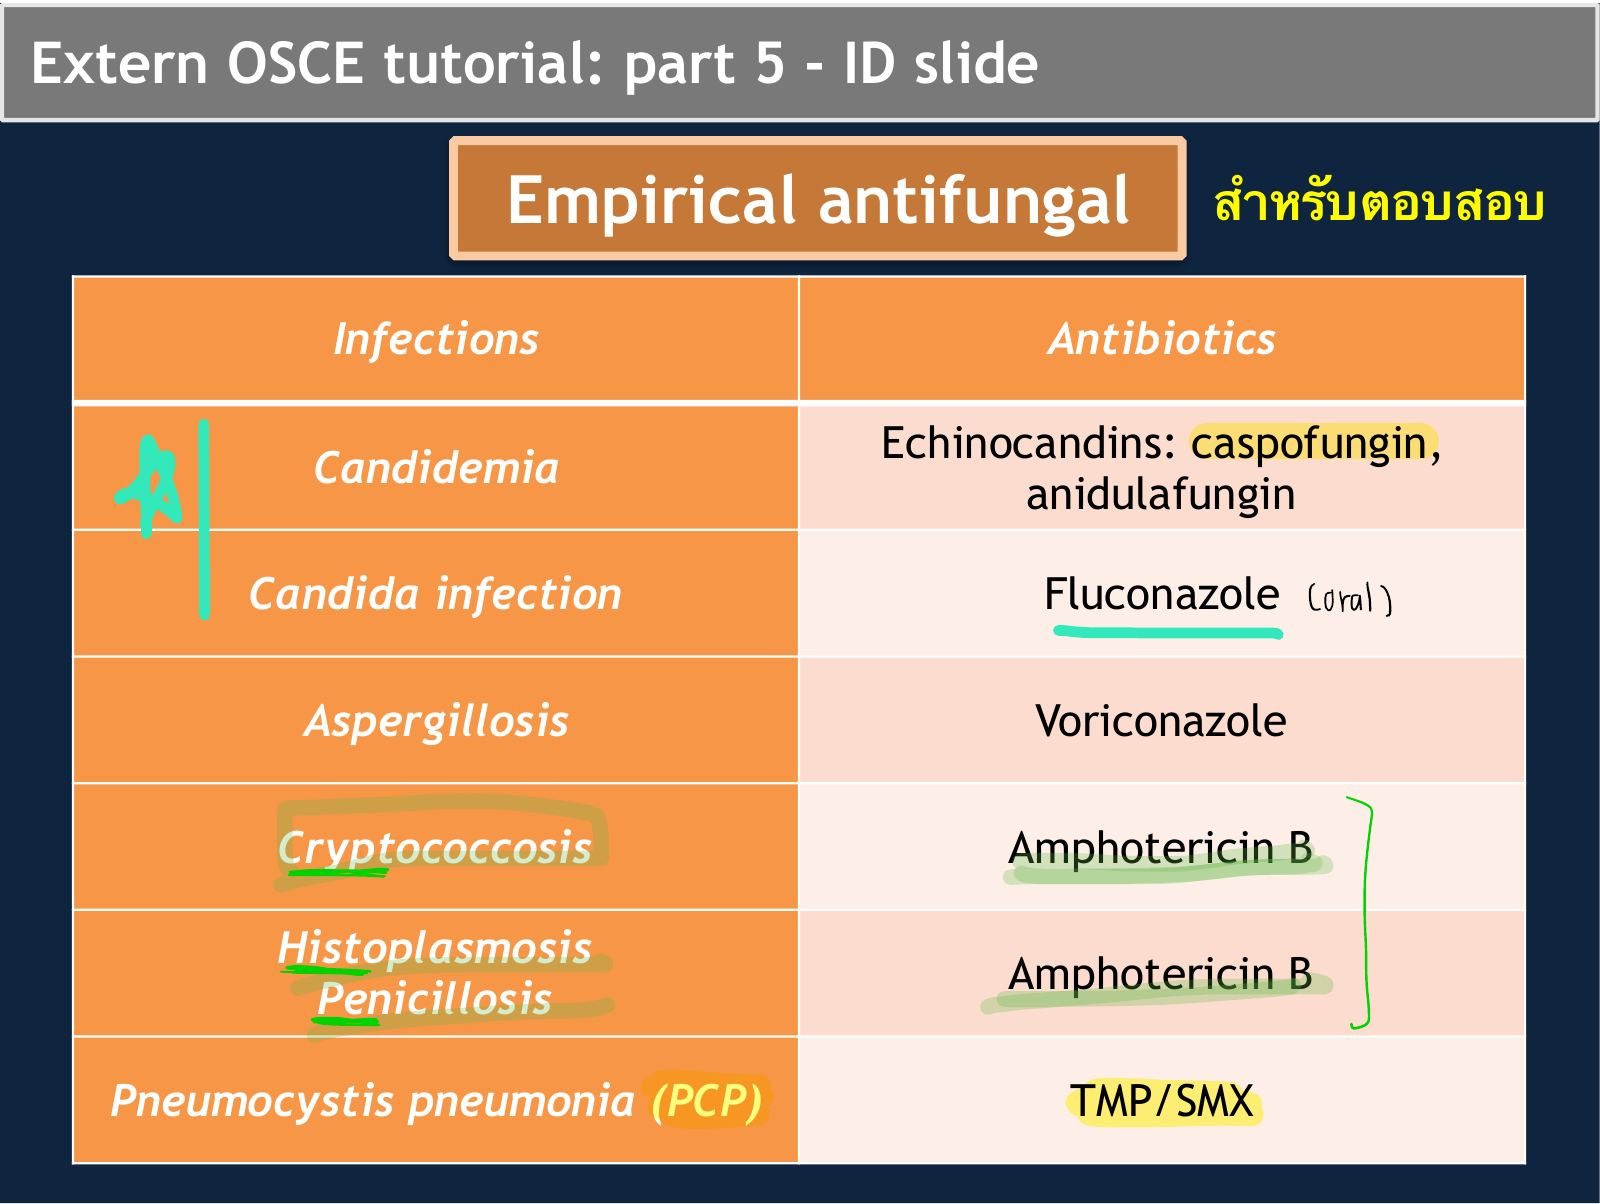 Extern OSCE tutorial: part 5 - ID slide
Empirical antifungal
สำหรับตอบสอบ
Infections
Antibiotics
Candidemia
Echinocandins: caspofungin,
anidulafungin
Candida infection
Fluconazole (oral)
Aspergillosis
Voriconazole
Cryptococcosis
Amphotericin B
Histoplasmosis
Penicillosis
Amphotericin B
Pneumocystis pneumonia (PCP)
TMP/SMX